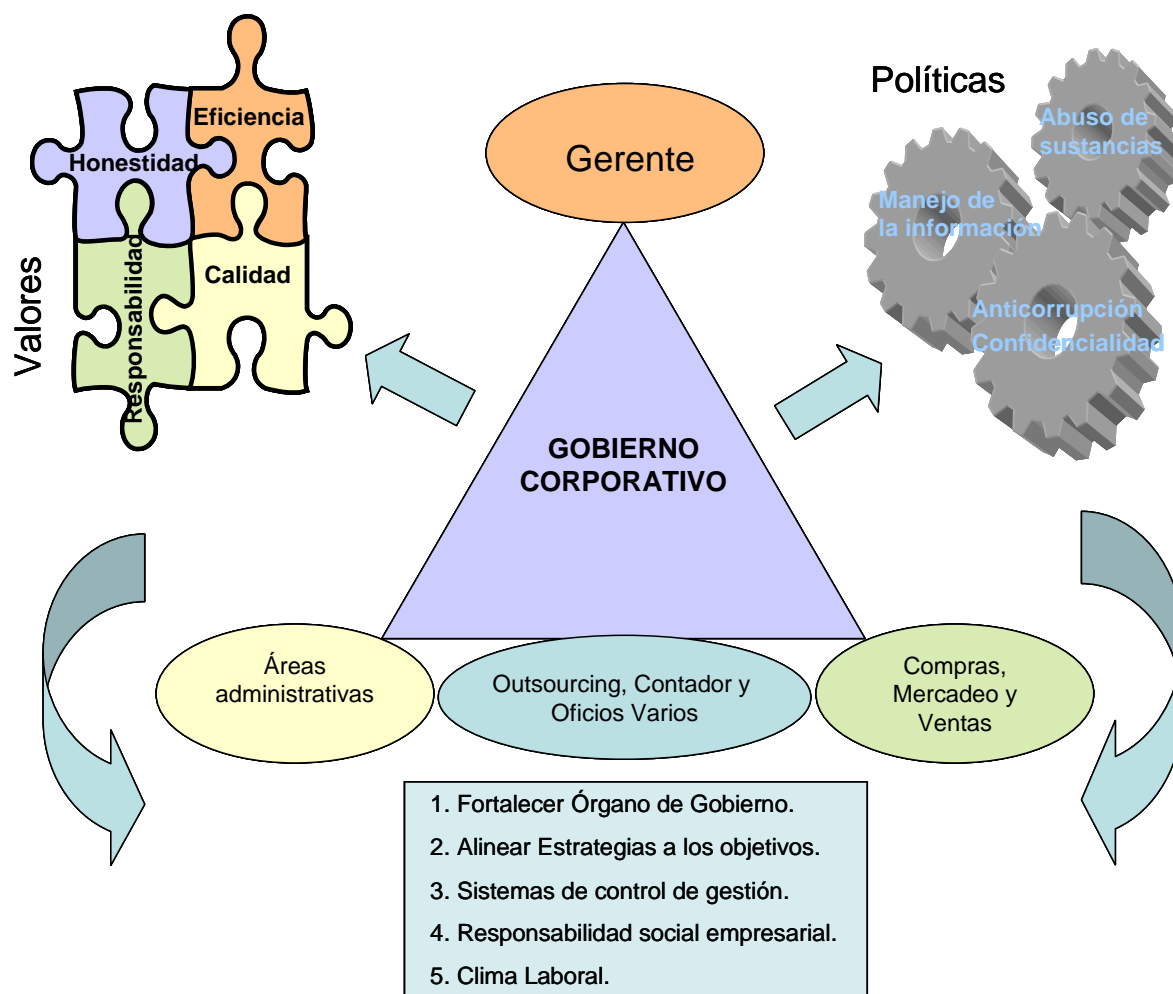 Valores
Eficiencia
Honestidad
Responsabilidad
Calidad
Gerente
Políticas
Abuso de
sustancias
Manejo de
la información
Anticorrupción
Confidencialidad
GOBIERNO
CORPORATIVO
Áreas
administrativas
Outsourcing, Contador y
Oficios Varios
Compras,
Mercadeo y
Ventas
1. Fortalecer Órgano de Gobierno.
2. Alinear Estrategias a los objetivos.
3. Sistemas de control de gestión.
4. Responsabilidad social empresarial.
5. Clima Laboral.